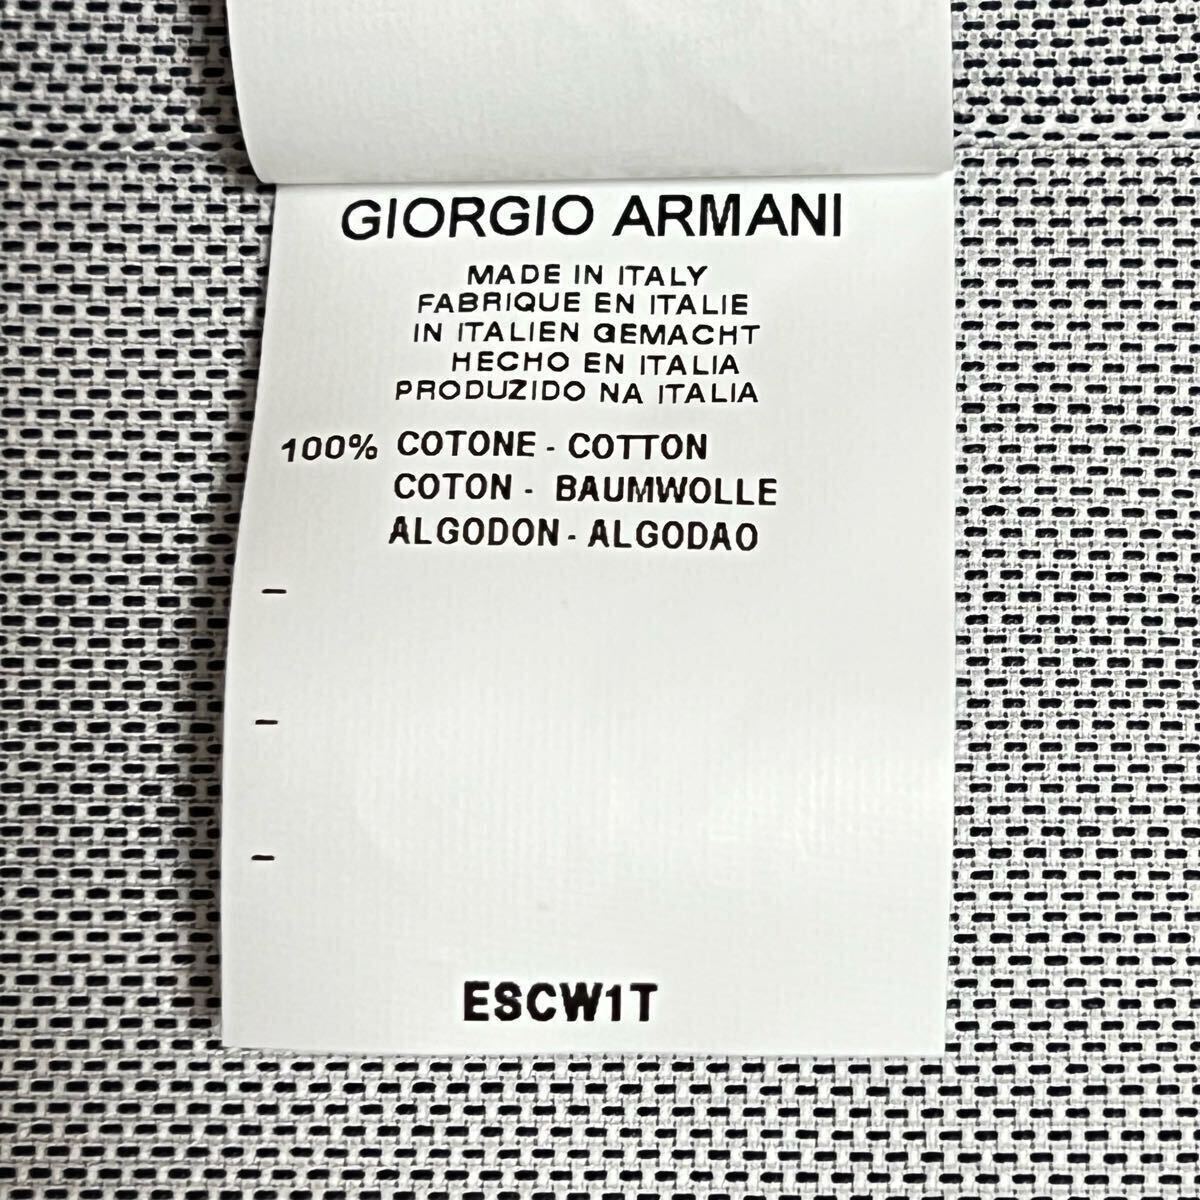 GIORGIO ARMANI
MADE IN ITALY
FABRIQUE EN ITALIE
IN ITALIEN GEMACHT
HECHO EN ITALIA
PRODUZIDO NA ITALIA
100% COTONE - COTTON
COTON - BAUMWOLLE
ALGODON - ALGODAO
-
-
-
ESCW1T